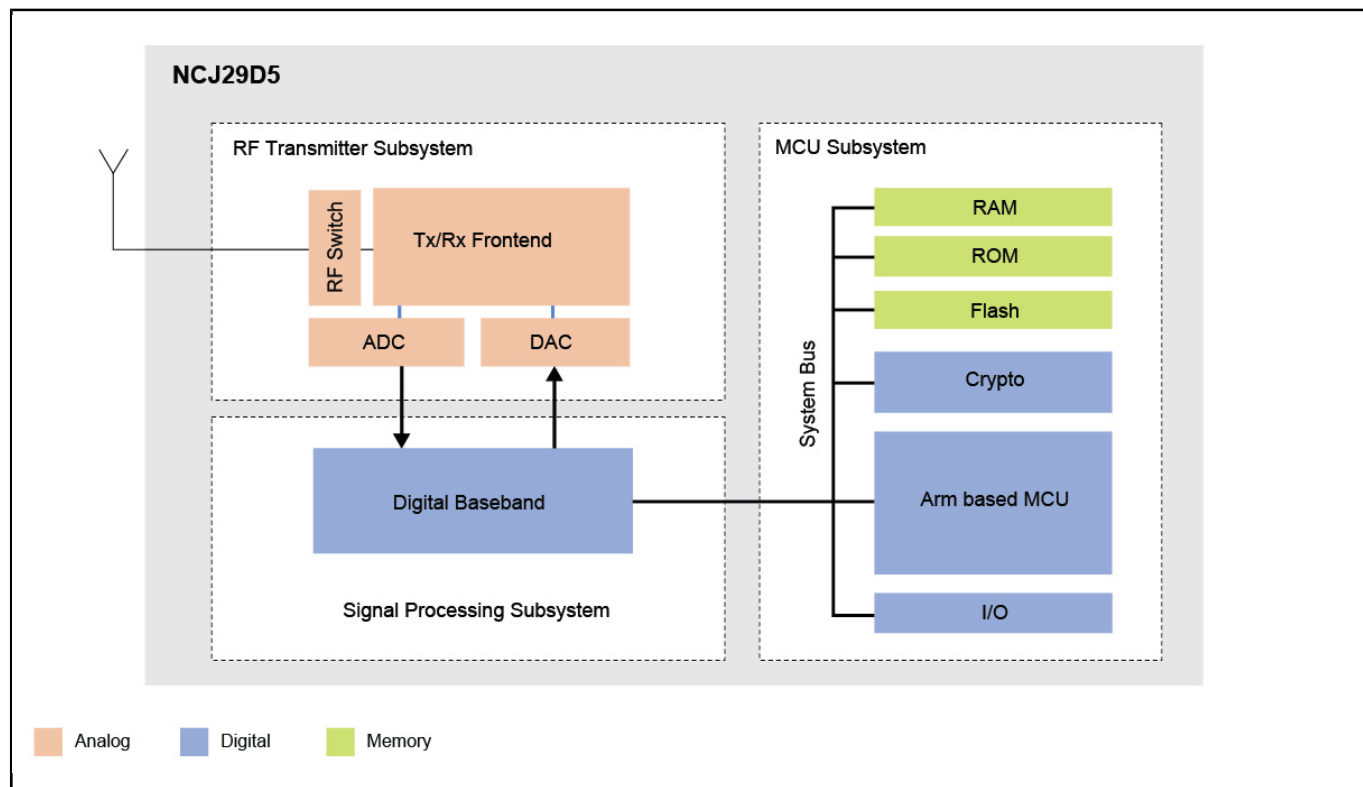 NCJ29D5
RF Transmitter Subsystem
RF Switch
Tx/Rx Frontend
ADC
DAC
Digital Baseband
Signal Processing Subsystem
MCU Subsystem
System Bus
RAM
ROM
Flash
Crypto
Arm based MCU
I/O
Analog
Digital
Memory